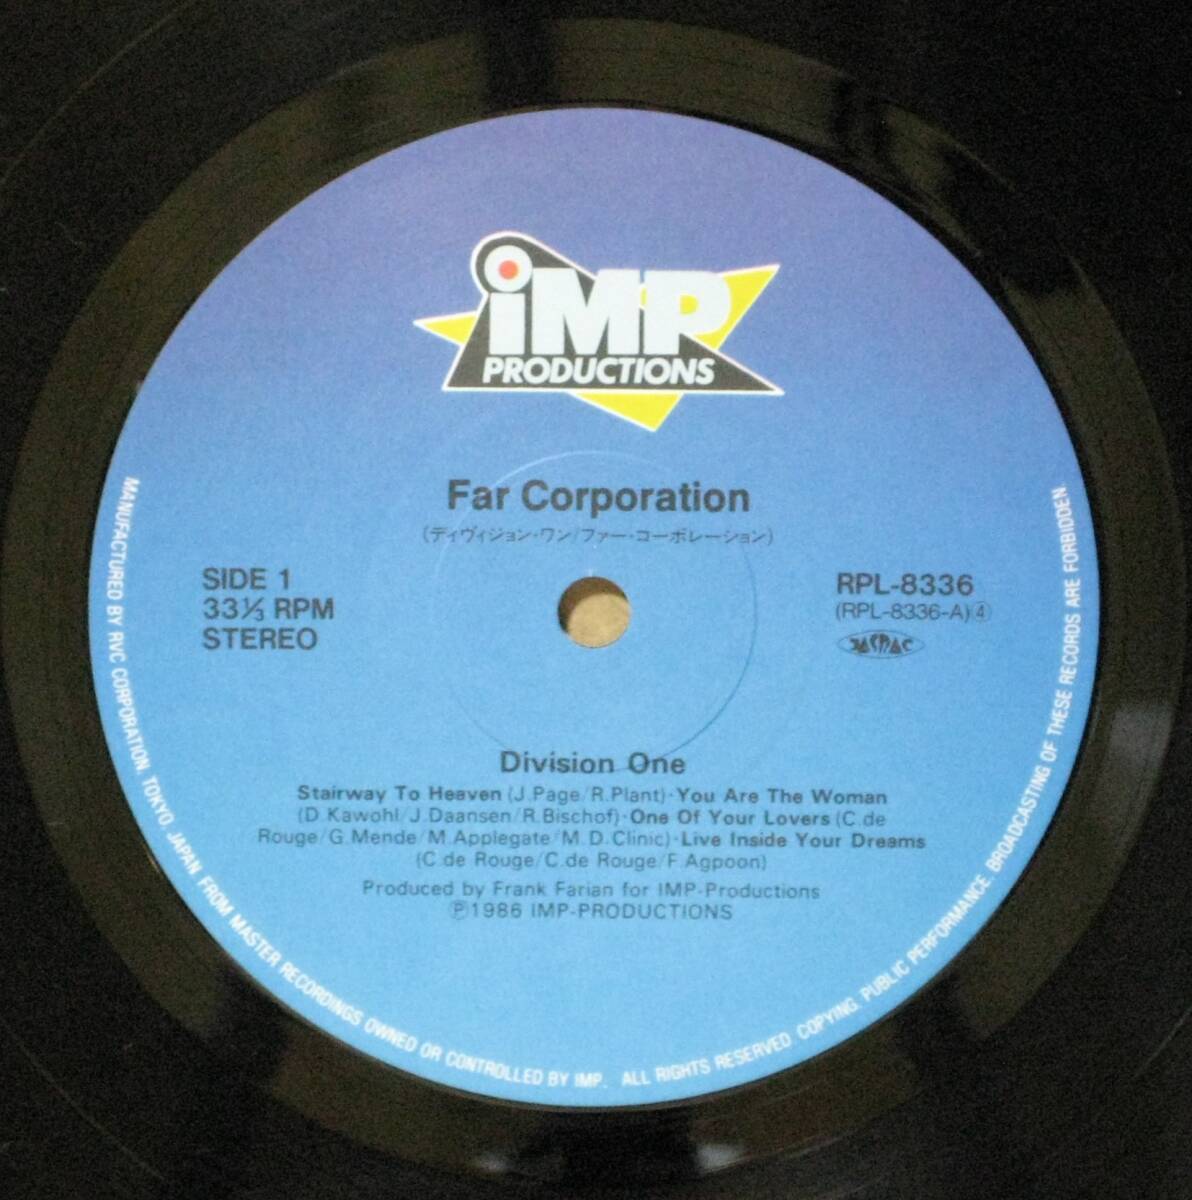 iMP
PRODUCTIONS
Far Corporation
(ディヴィジョン・ワン/ファー・コーポレーション)
SIDE 1
33⅓ RPM
STEREO
RPL-8336
(RPL-8336-A)④
JASRAC
Division One
Stairway To Heaven (J.Page/R.Plant)·You Are The Woman
(D.Kawohl/J.Daansen/R.Bischof)·One Of Your Lovers (C.de
Rouge/G.Mende/M.Applegate/M.D.Clinic)·Live Inside Your Dreams
(C.de Rouge/C.de Rouge/F.Agpoon)
Produced by Frank Farian for IMP-Productions
Ⓟ1986 IMP-PRODUCTIONS
MANUFACTURED BY RVC CORPORATION, TOKYO, JAPAN FROM MASTER RECORDINGS OWNED OR CONTROLLED BY IMP. ALL RIGHTS RESERVED COPYING, PUBLIC PERFORMANCE, BROADCASTING OF THESE RECORDS ARE FORBIDDEN.